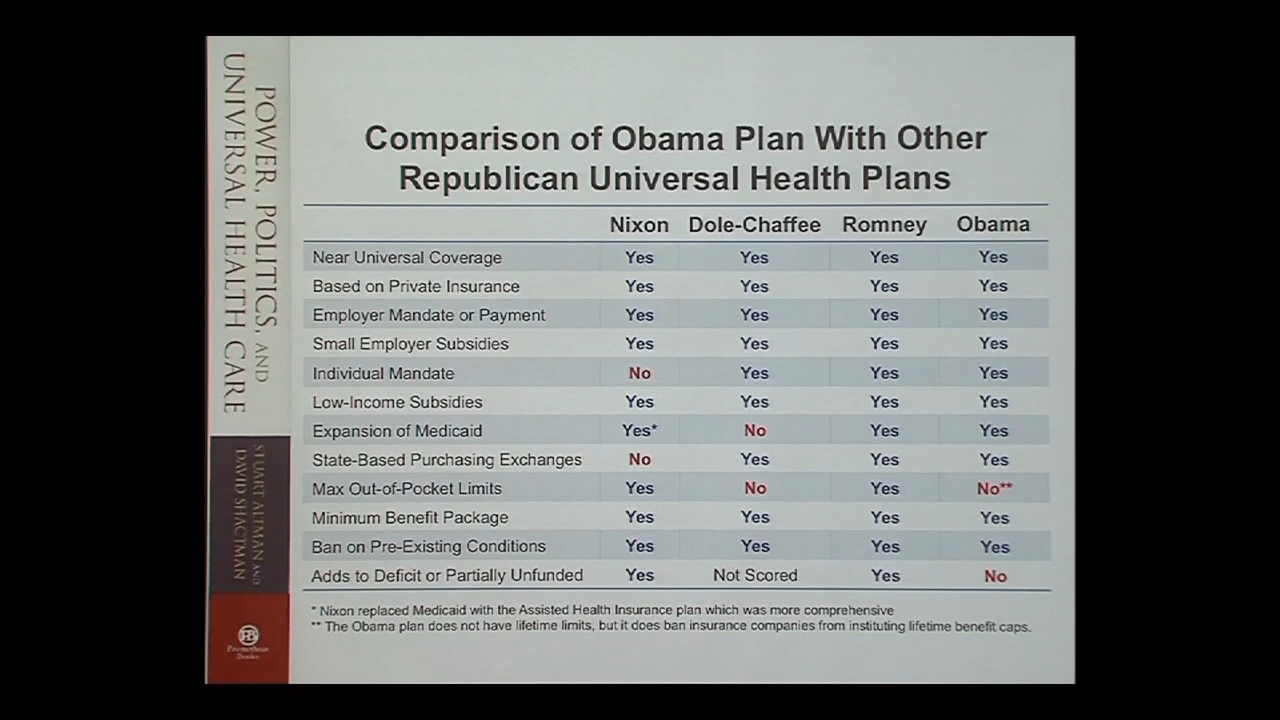 POWER, POLITICS, AND
UNIVERSAL HEALTH CARE
STUART ALTMAN AND
DAVID SHACTMAN
PB
Prometheus
Books
Comparison of Obama Plan With Other
Republican Universal Health Plans
Nixon Dole-Chaffee Romney Obama
Near Universal Coverage Yes Yes Yes Yes
Based on Private Insurance Yes Yes Yes Yes
Employer Mandate or Payment Yes Yes Yes Yes
Small Employer Subsidies Yes Yes Yes Yes
Individual Mandate No Yes Yes Yes
Low-Income Subsidies Yes Yes Yes Yes
Expansion of Medicaid Yes* No Yes Yes
State-Based Purchasing Exchanges No Yes Yes Yes
Max Out-of-Pocket Limits Yes No Yes No**
Minimum Benefit Package Yes Yes Yes Yes
Ban on Pre-Existing Conditions Yes Yes Yes Yes
Adds to Deficit or Partially Unfunded Yes Not Scored Yes No
* Nixon replaced Medicaid with the Assisted Health Insurance plan which was more comprehensive
** The Obama plan does not have lifetime limits, but it does ban insurance companies from instituting lifetime benefit caps.